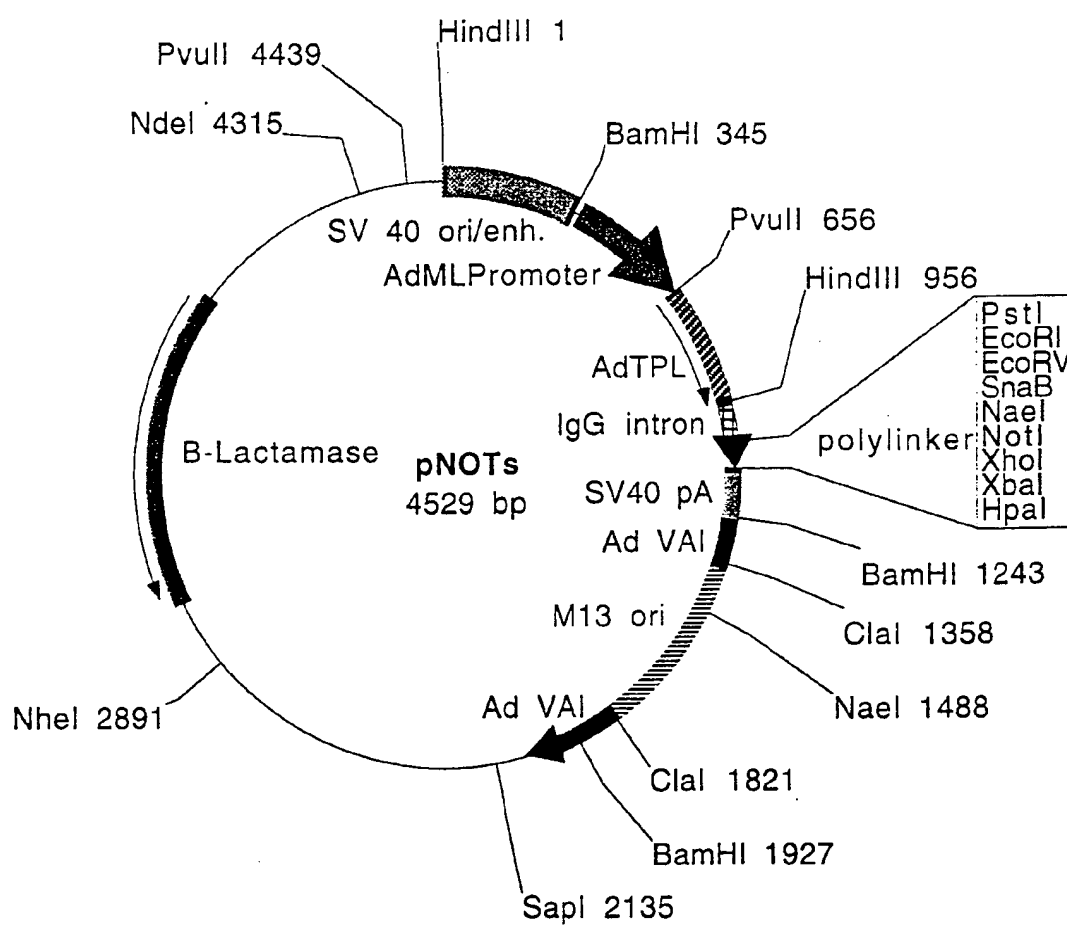 HindIII 1
PvuII 4439
NdeI 4315
BamHI 345
PvuII 656
SV 40 ori/enh.
AdMLPromoter
HindIII 956
PstI
EcoRI
EcoRV
SnaB
NaeI
NotI
XhoI
XbaI
HpaI
AdTPL
IgG intron
polylinker
B-Lactamase
pNOTs
4529 bp
SV40 pA
Ad VAI
BamHI 1243
M13 ori
ClaI 1358
NheI 2891
Ad VAI
NaeI 1488
ClaI 1821
BamHI 1927
SapI 2135